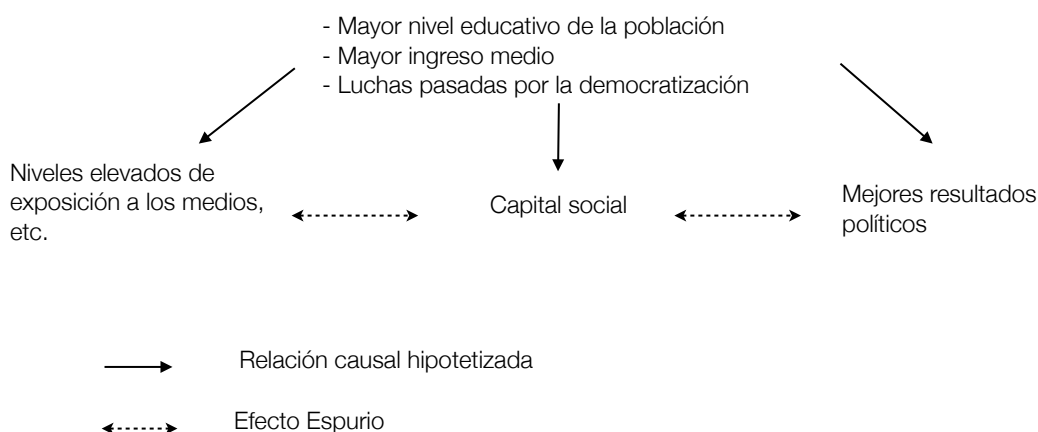 - Mayor nivel educativo de la población
- Mayor ingreso medio
- Luchas pasadas por la democratización
Niveles elevados de
exposición a los medios,
etc.
Capital social
Mejores resultados
políticos
Relación causal hipotetizada
Efecto Espurio